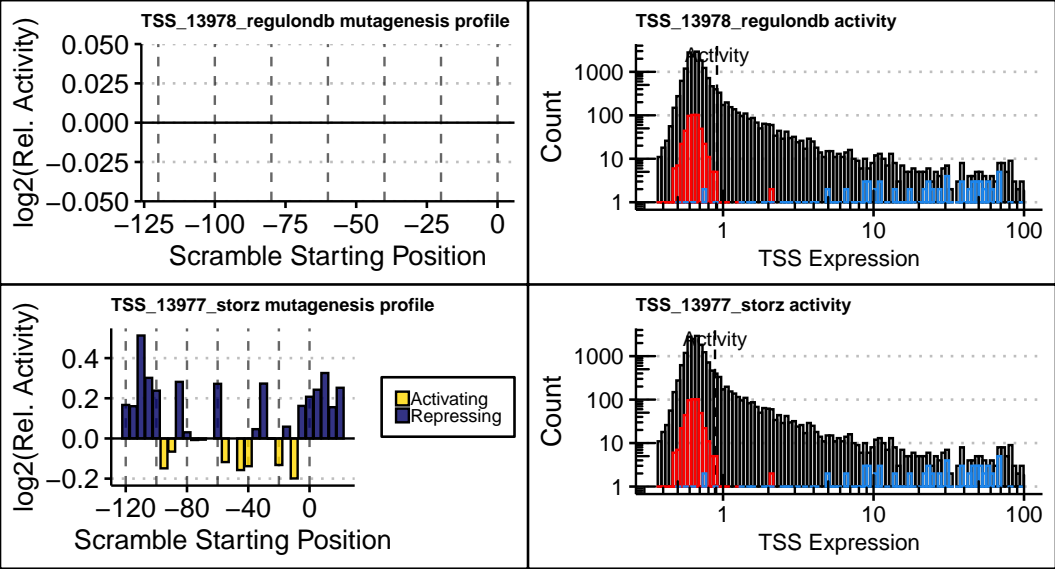 TSS_13978_regulondb mutagenesis profile
log2(Rel. Activity)
0.050
0.025
0.000
−0.025
−0.050
−125 −100 −75 −50 −25 0
Scramble Starting Position
TSS_13978_regulondb activity
Activity
Count
1000
100
10
1
1 10 100
TSS Expression
TSS_13977_storz mutagenesis profile
log2(Rel. Activity)
0.4
0.2
0.0
−0.2
−120 −80 −40 0
Scramble Starting Position
Activating
Repressing
TSS_13977_storz activity
Activity
Count
1000
100
10
1
1 10 100
TSS Expression